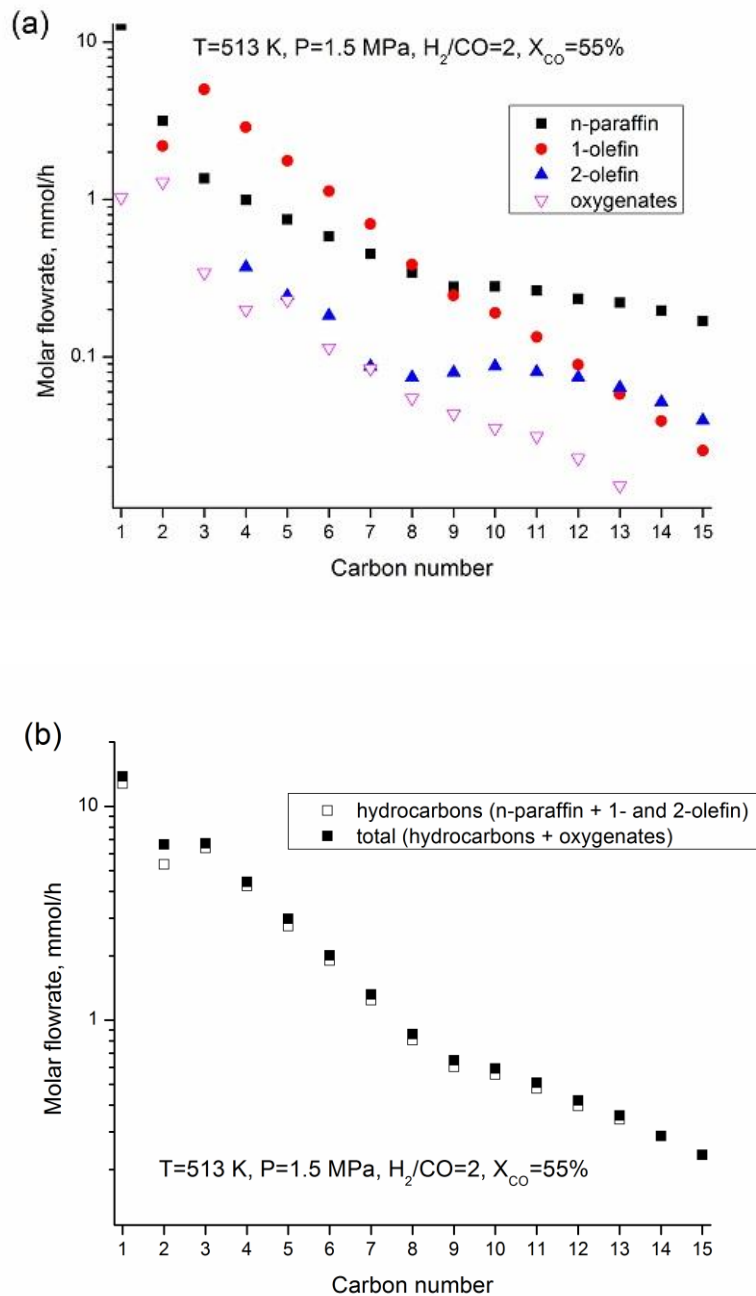 (a)
T=513 K, P=1.5 MPa, H₂/CO=2, X_CO=55%
n-paraffin
1-olefin
2-olefin
oxygenates
10
1
0.1
Molar flowrate, mmol/h
1 2 3 4 5 6 7 8 9 10 11 12 13 14 15
Carbon number
(b)
hydrocarbons (n-paraffin + 1- and 2-olefin)
total (hydrocarbons + oxygenates)
10
1
Molar flowrate, mmol/h
T=513 K, P=1.5 MPa, H₂/CO=2, X_CO=55%
1 2 3 4 5 6 7 8 9 10 11 12 13 14 15
Carbon number